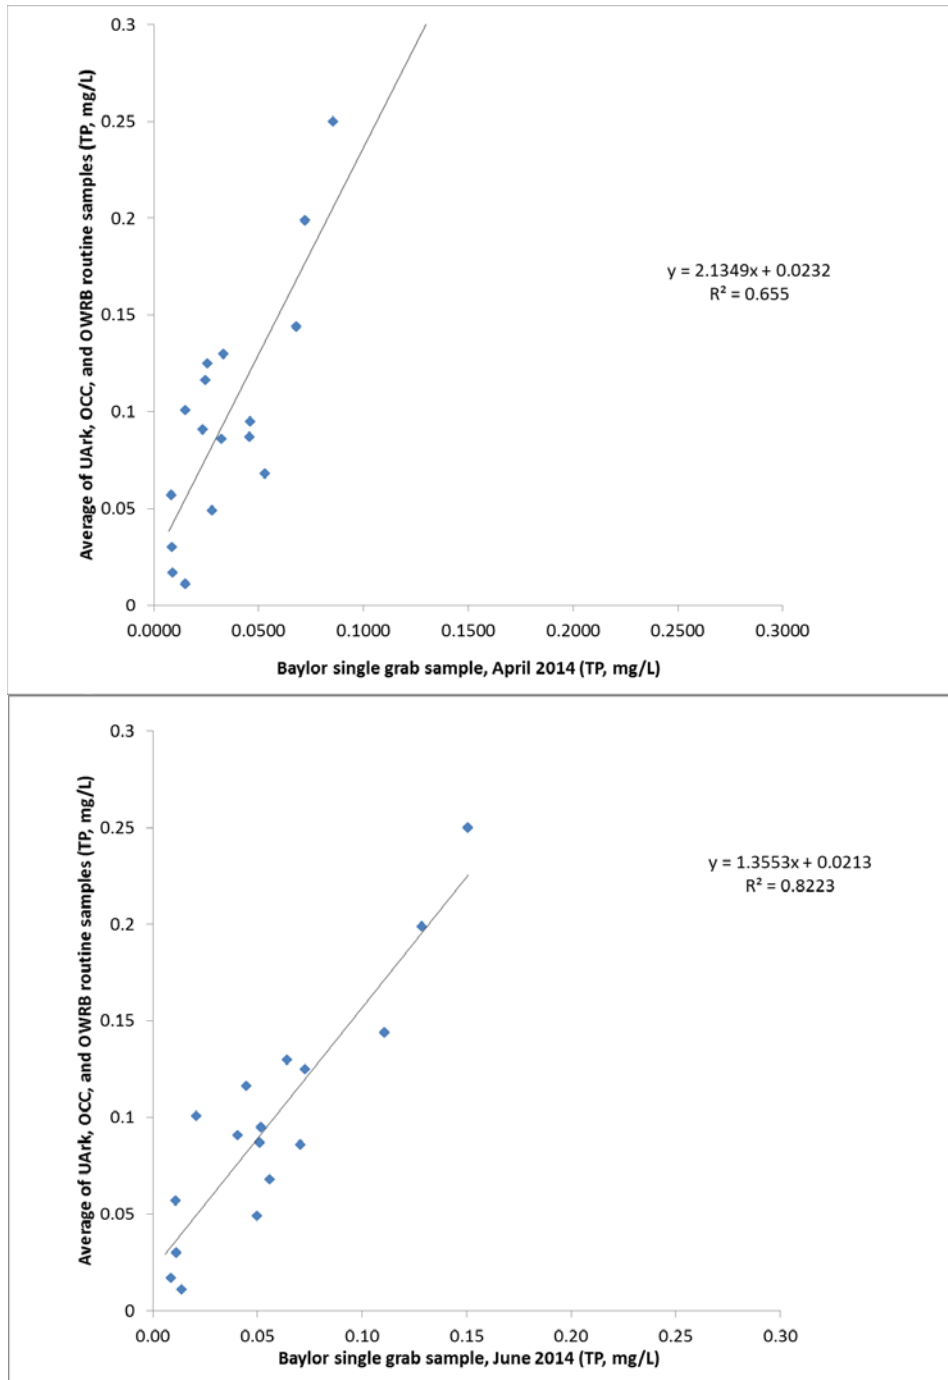 Average of UArk, OCC, and OWRB routine samples (TP, mg/L)
0.3
0.25
0.2
0.15
0.1
0.05
0
y = 2.1349x + 0.0232
R² = 0.655
0.0000 0.0500 0.1000 0.1500 0.2000 0.2500 0.3000
Baylor single grab sample, April 2014 (TP, mg/L)
Average of UArk, OCC, and OWRB routine samples (TP, mg/L)
0.3
0.25
0.2
0.15
0.1
0.05
0
y = 1.3553x + 0.0213
R² = 0.8223
0.00 0.05 0.10 0.15 0.20 0.25 0.30
Baylor single grab sample, June 2014 (TP, mg/L)